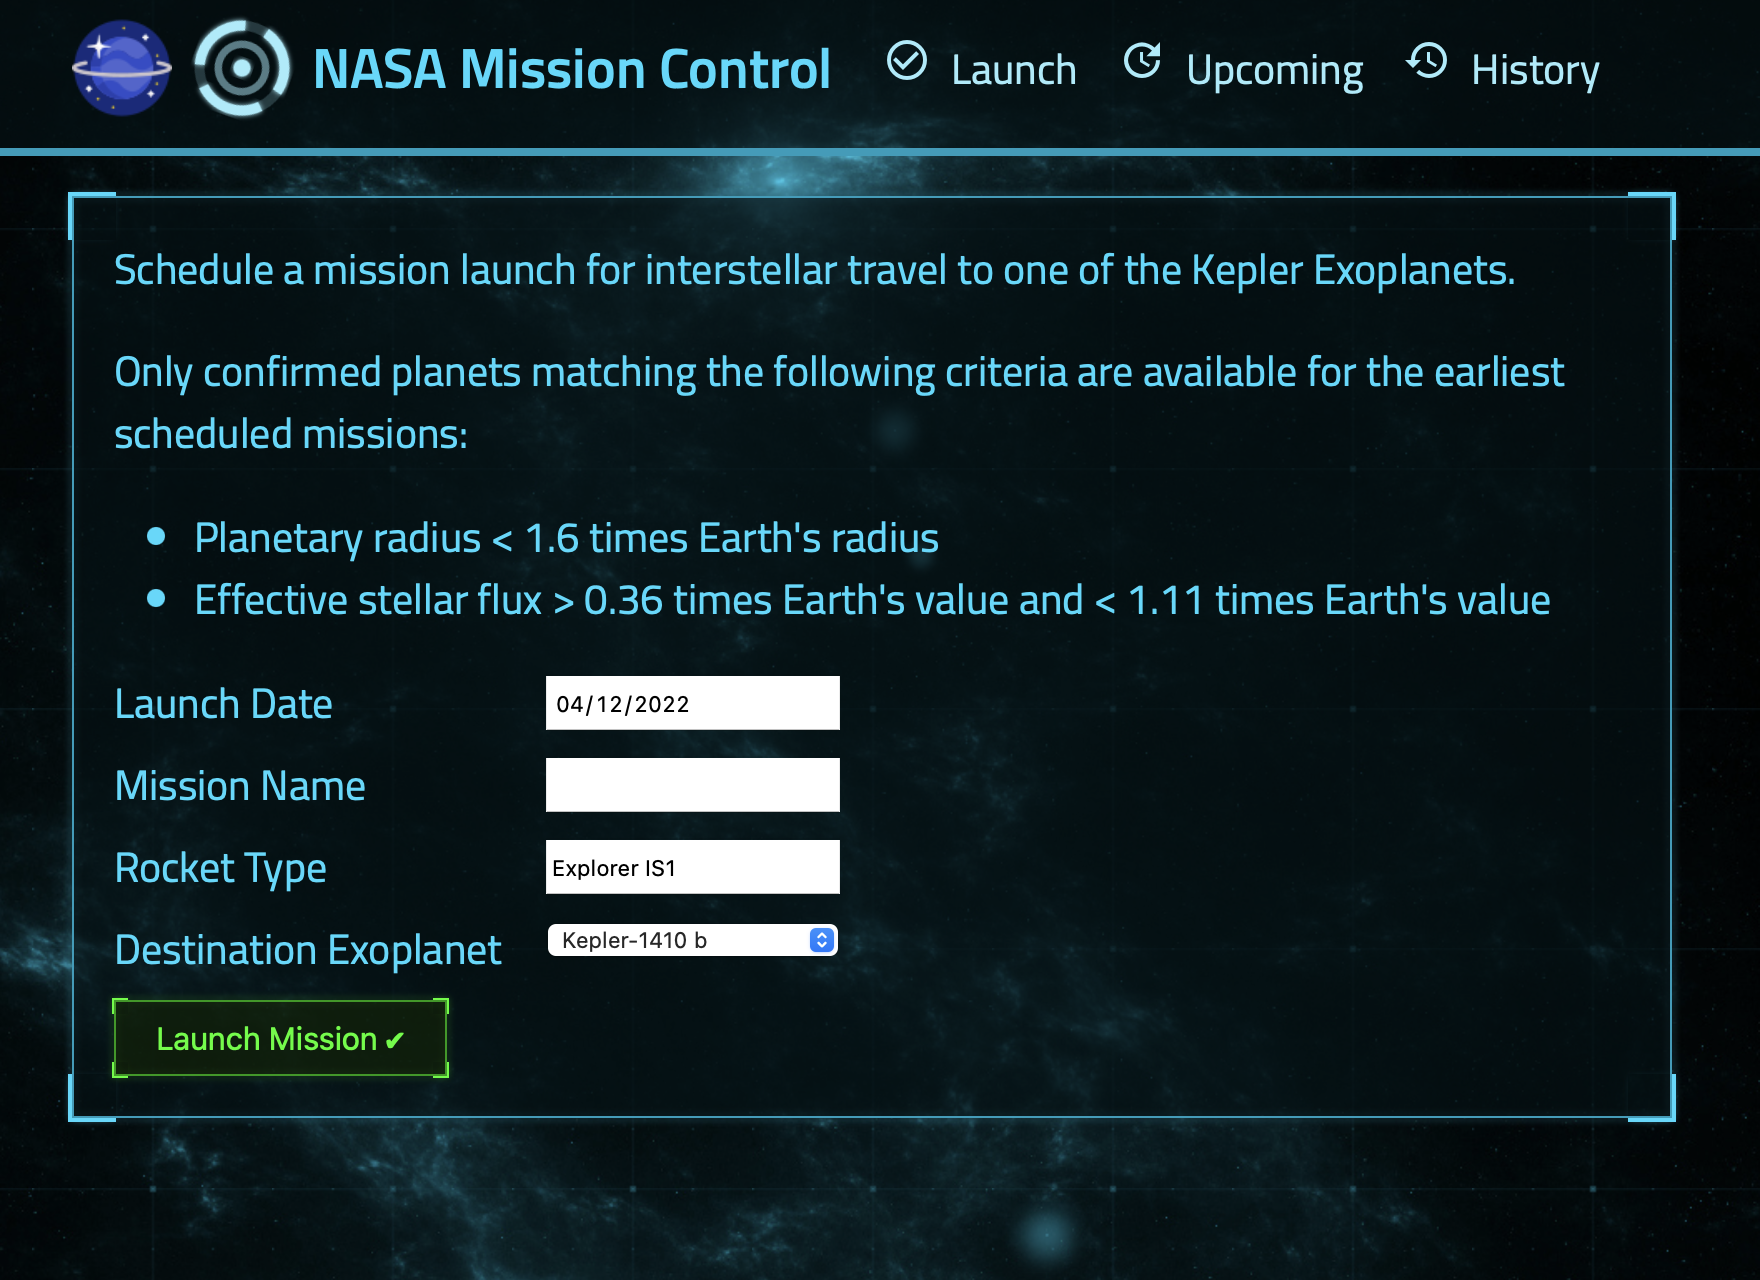 NASA Mission Control Launch Upcoming History
Schedule a mission launch for interstellar travel to one of the Kepler Exoplanets.
Only confirmed planets matching the following criteria are available for the earliest
scheduled missions:
Planetary radius < 1.6 times Earth's radius
Effective stellar flux > 0.36 times Earth's value and < 1.11 times Earth's value
Launch Date 04/12/2022
Mission Name
Rocket Type Explorer IS1
Destination Exoplanet Kepler-1410 b
Launch Mission ✔